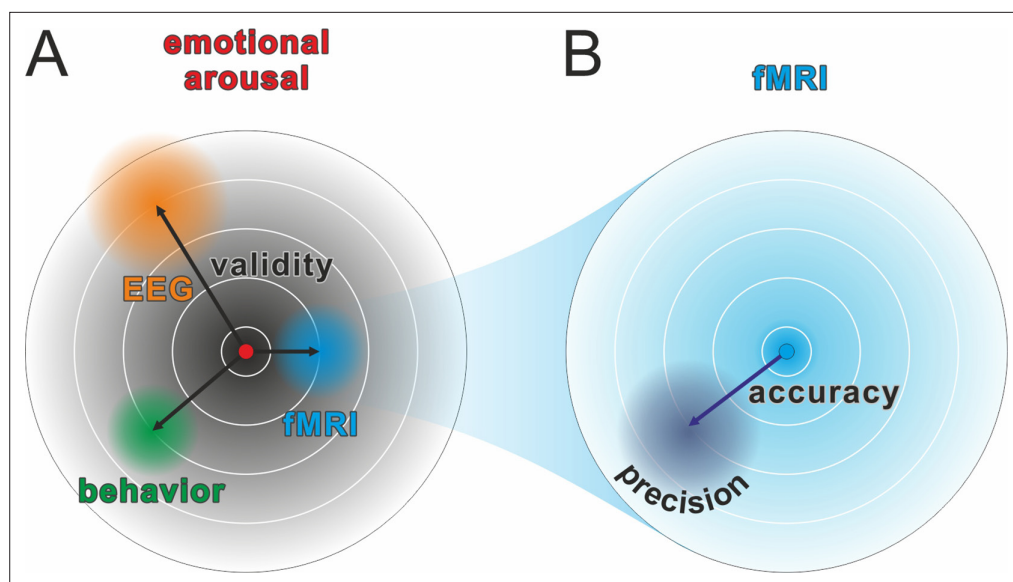 A
emotional
arousal
validity
EEG
fMRI
behavior
B
fMRI
accuracy
precision